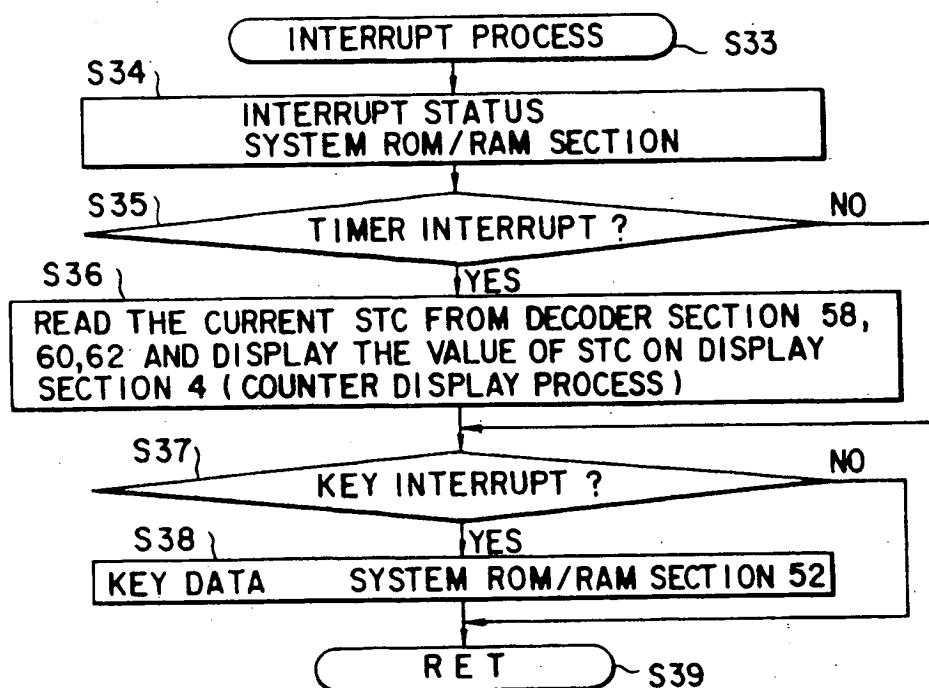 INTERRUPT PROCESS
S33
S34
INTERRUPT STATUS
SYSTEM ROM/RAM SECTION
S35
TIMER INTERRUPT ?
NO
YES
S36
READ THE CURRENT STC FROM DECODER SECTION 58,
60,62 AND DISPLAY THE VALUE OF STC ON DISPLAY
SECTION 4 (COUNTER DISPLAY PROCESS)
S37
KEY INTERRUPT ?
NO
YES
S38
KEY DATA SYSTEM ROM/RAM SECTION 52
RET
S39